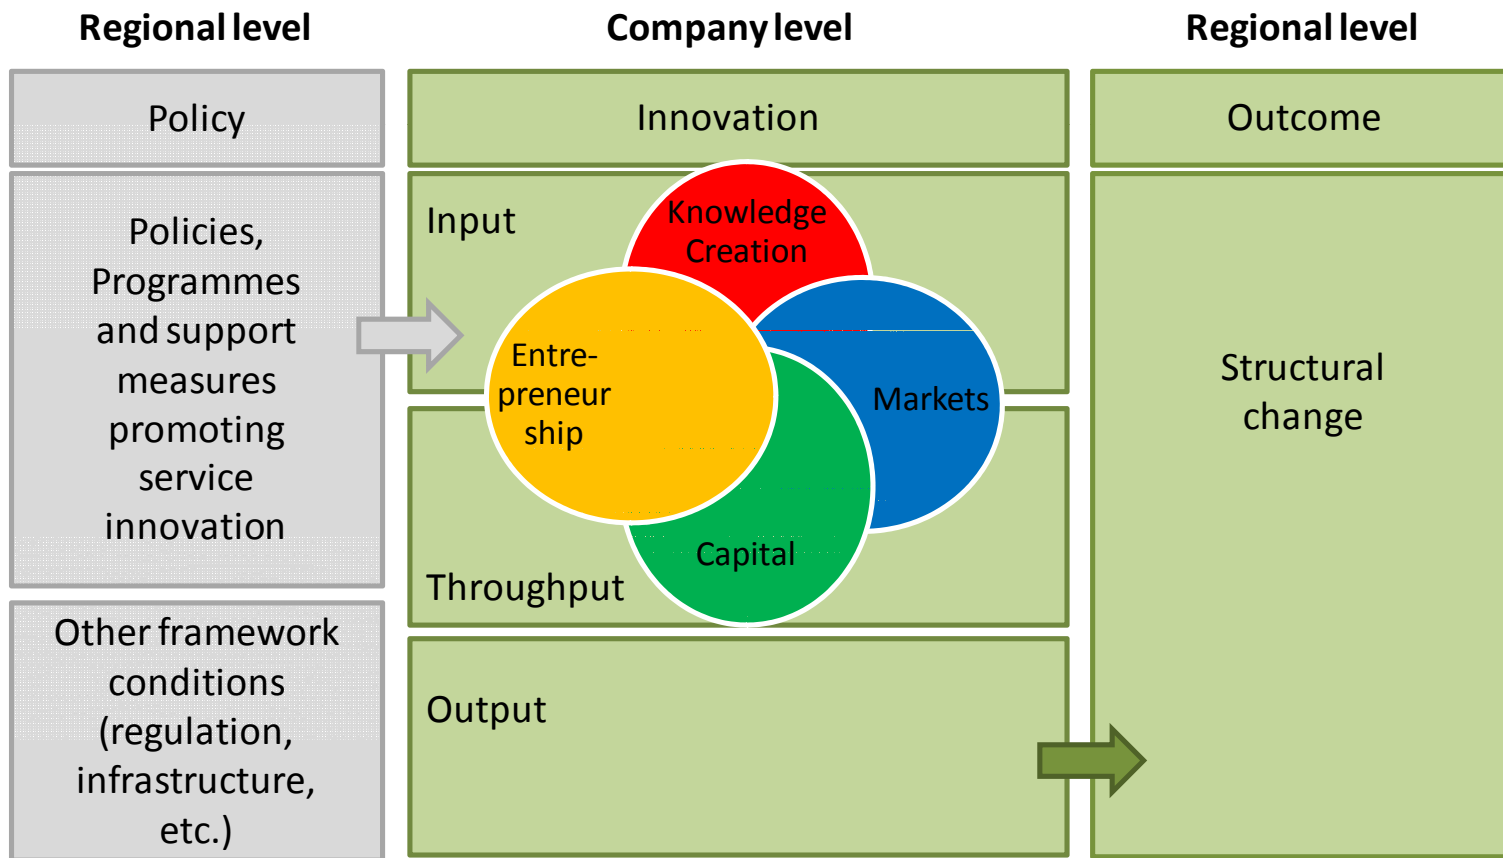 Regional level
Company level
Regional level
Policy
Innovation
Outcome
Policies,
Programmes
and support
measures
promoting
service
innovation
Other framework
conditions
(regulation,
infrastructure,
etc.)
Input
Knowledge
Creation
Entre-
preneur
ship
Markets
Capital
Throughput
Output
Structural
change